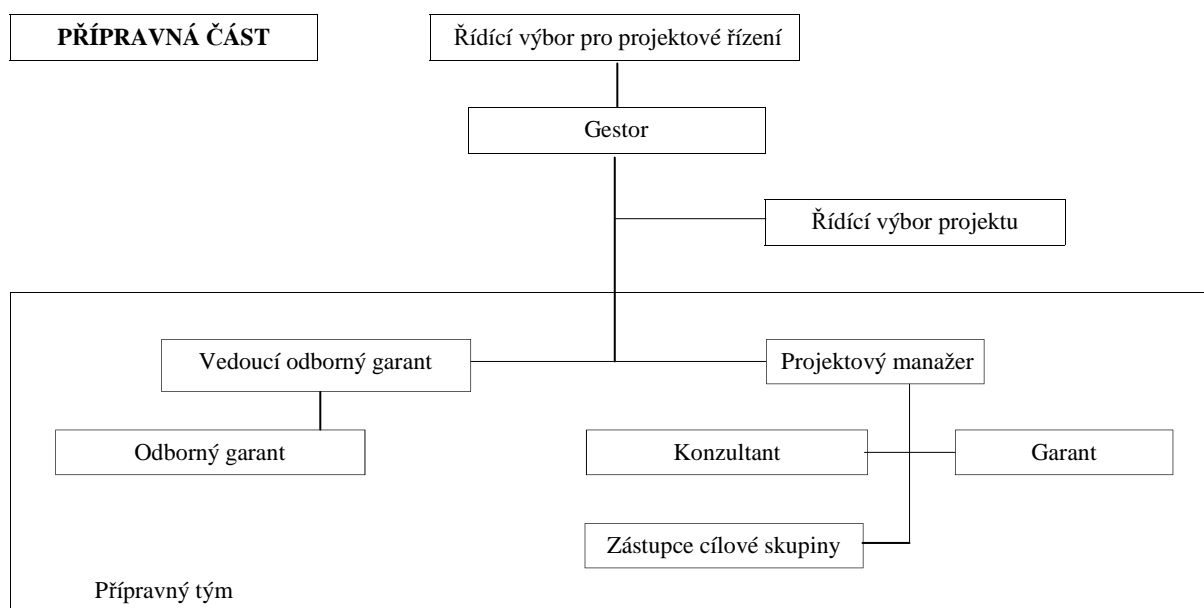 PŘÍPRAVNÁ ČÁST
Řídící výbor pro projektové řízení
Gestor
Řídící výbor projektu
Vedoucí odborný garant
Projektový manažer
Odborný garant
Konzultant
Garant
Zástupce cílové skupiny
Přípravný tým